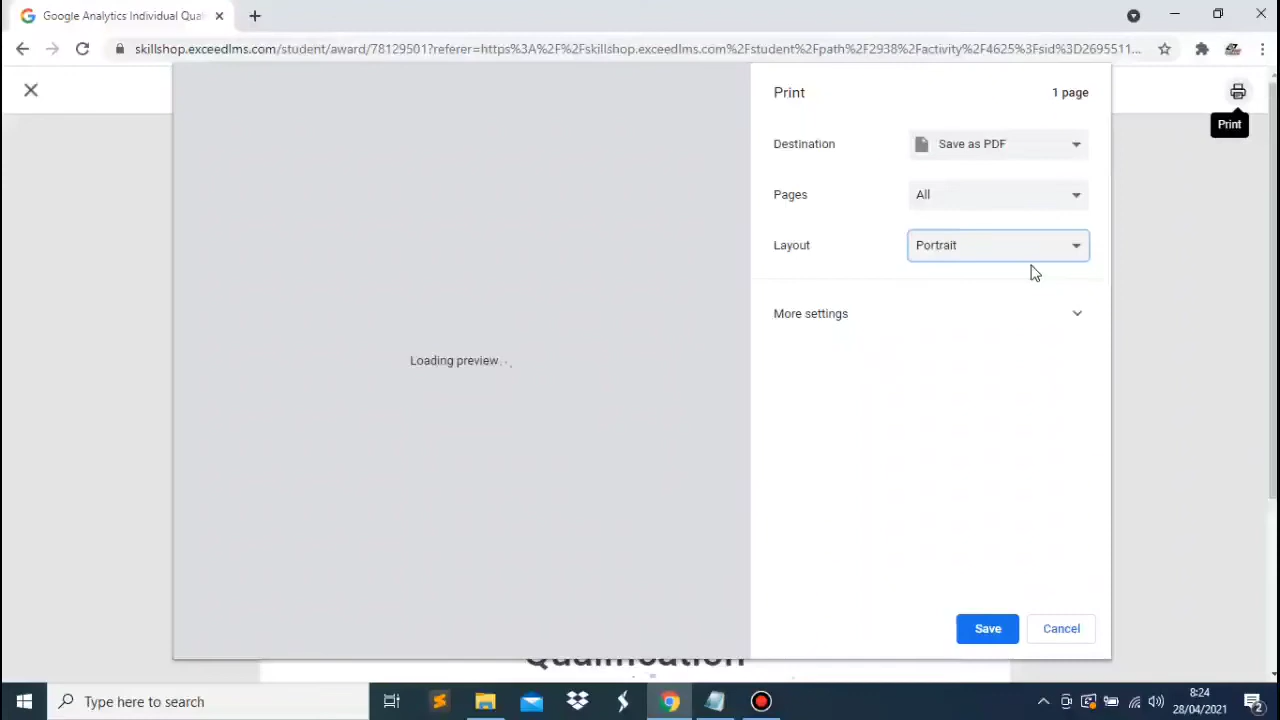 Google Analytics Individual Qua
skillshop.exceedlms.com/student/award/78129501?referer=https%3A%2F%2Fskillshop.exceedlms.com%2Fstudent%2Fpath%2F2938%2Factivity%2F4625%3Fsid%3D2695511...
Print
1 page
Print
Destination
Save as PDF
Pages
All
Layout
Portrait
More settings
Loading preview...
Save
Cancel
Qualification
Type here to search
8:24
28/04/2021
2